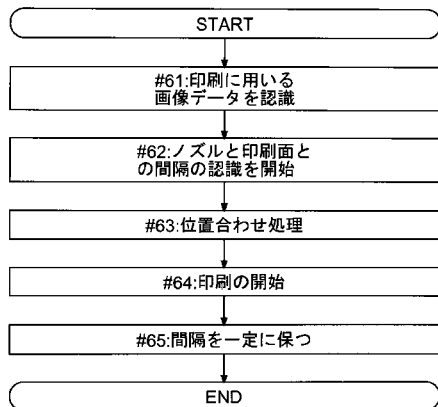 START
#61:印刷に用いる
画像データを認識
#62:ノズルと印刷面と
の間隔の認識を開始
#63:位置合わせ処理
#64:印刷の開始
#65:間隔を一定に保つ
END